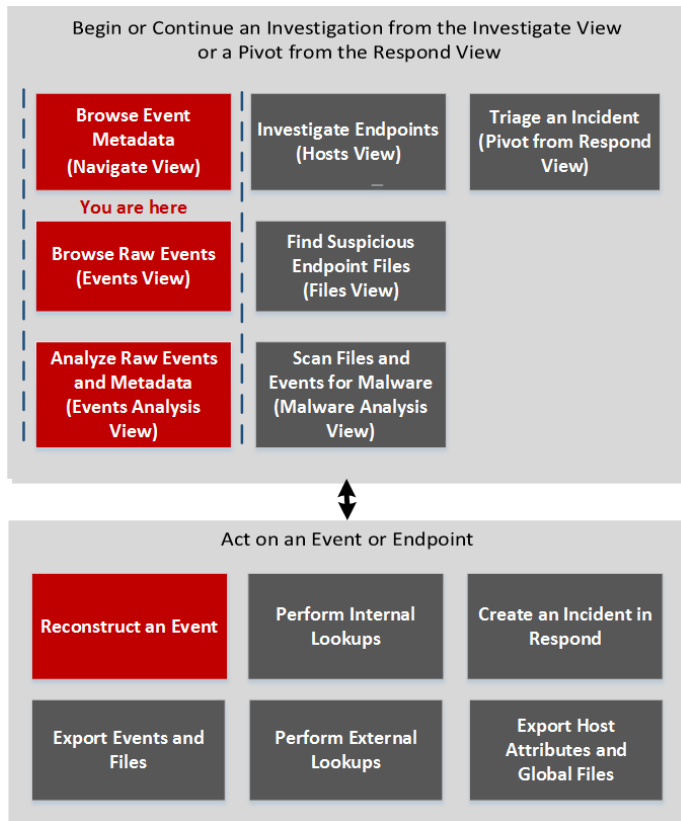 Begin or Continue an Investigation from the Investigate View
or a Pivot from the Respond View
Browse Event
Metadata
(Navigate View)
Investigate Endpoints
(Hosts View)
Triage an Incident
(Pivot from Respond
View)
You are here
Browse Raw Events
(Events View)
Find Suspicious
Endpoint Files
(Files View)
Analyze Raw Events
and Metadata
(Events Analysis
View)
Scan Files and
Events for Malware
(Malware Analysis
View)
Act on an Event or Endpoint
Reconstruct an Event
Perform Internal
Lookups
Create an Incident in
Respond
Export Events and
Files
Perform External
Lookups
Export Host
Attributes and
Global Files